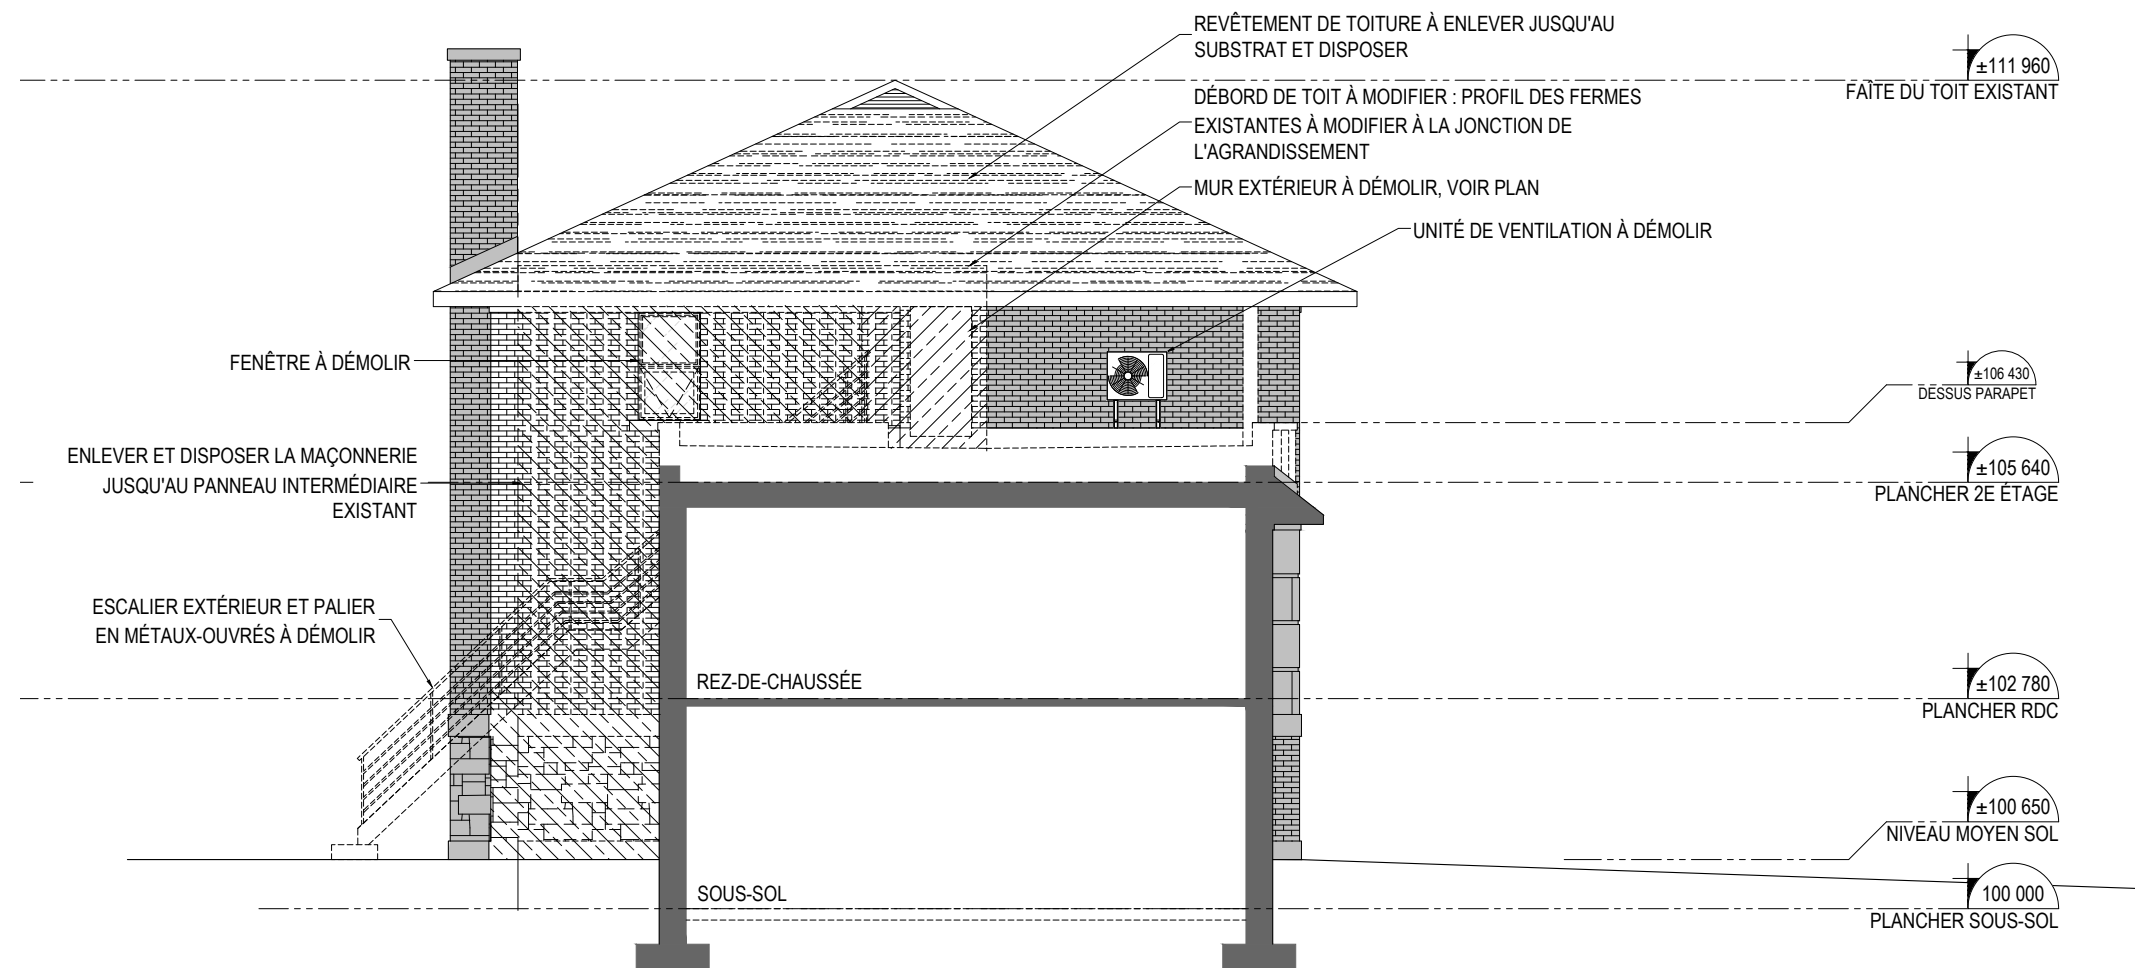 REVÊTEMENT DE TOITURE À ENLEVER JUSQU'AU
SUBSTRAT ET DISPOSER
DÉBORD DE TOIT À MODIFIER : PROFIL DES FERMES
EXISTANTES À MODIFIER À LA JONCTION DE
L'AGRANDISSEMENT
MUR EXTÉRIEUR À DÉMOLIR, VOIR PLAN
UNITÉ DE VENTILATION À DÉMOLIR
FENÊTRE À DÉMOLIR
ENLEVER ET DISPOSER LA MAÇONNERIE
JUSQU'AU PANNEAU INTERMÉDIAIRE
EXISTANT
ESCALIER EXTÉRIEUR ET PALIER
EN MÉTAUX-OUVRÉS À DÉMOLIR
REZ-DE-CHAUSSÉE
SOUS-SOL
±111 960
FAÎTE DU TOIT EXISTANT
±106 430
DESSUS PARAPET
±105 640
PLANCHER 2E ÉTAGE
±102 780
PLANCHER RDC
±100 650
NIVEAU MOYEN SOL
100 000
PLANCHER SOUS-SOL